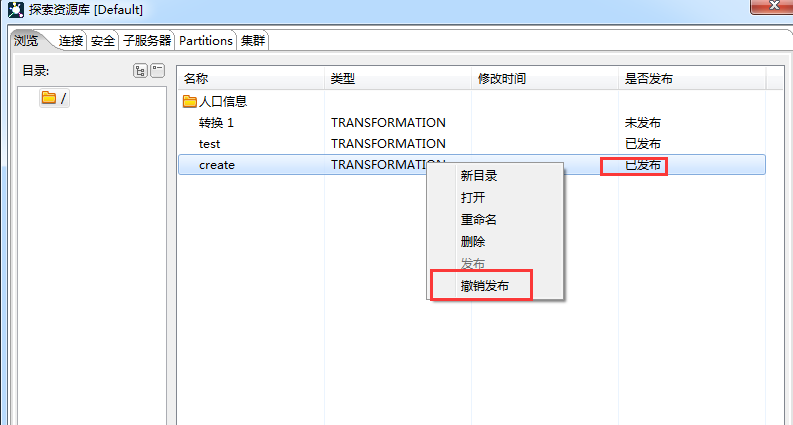 探索资源库 [Default]
浏览 连接 安全 子服务器 Partitions 集群
目录:
/
名称 类型 修改时间 是否发布
人口信息
转换 1 TRANSFORMATION 未发布
test TRANSFORMATION 已发布
create TRANSFORMATION 已发布
新目录
打开
重命名
删除
发布
撤销发布